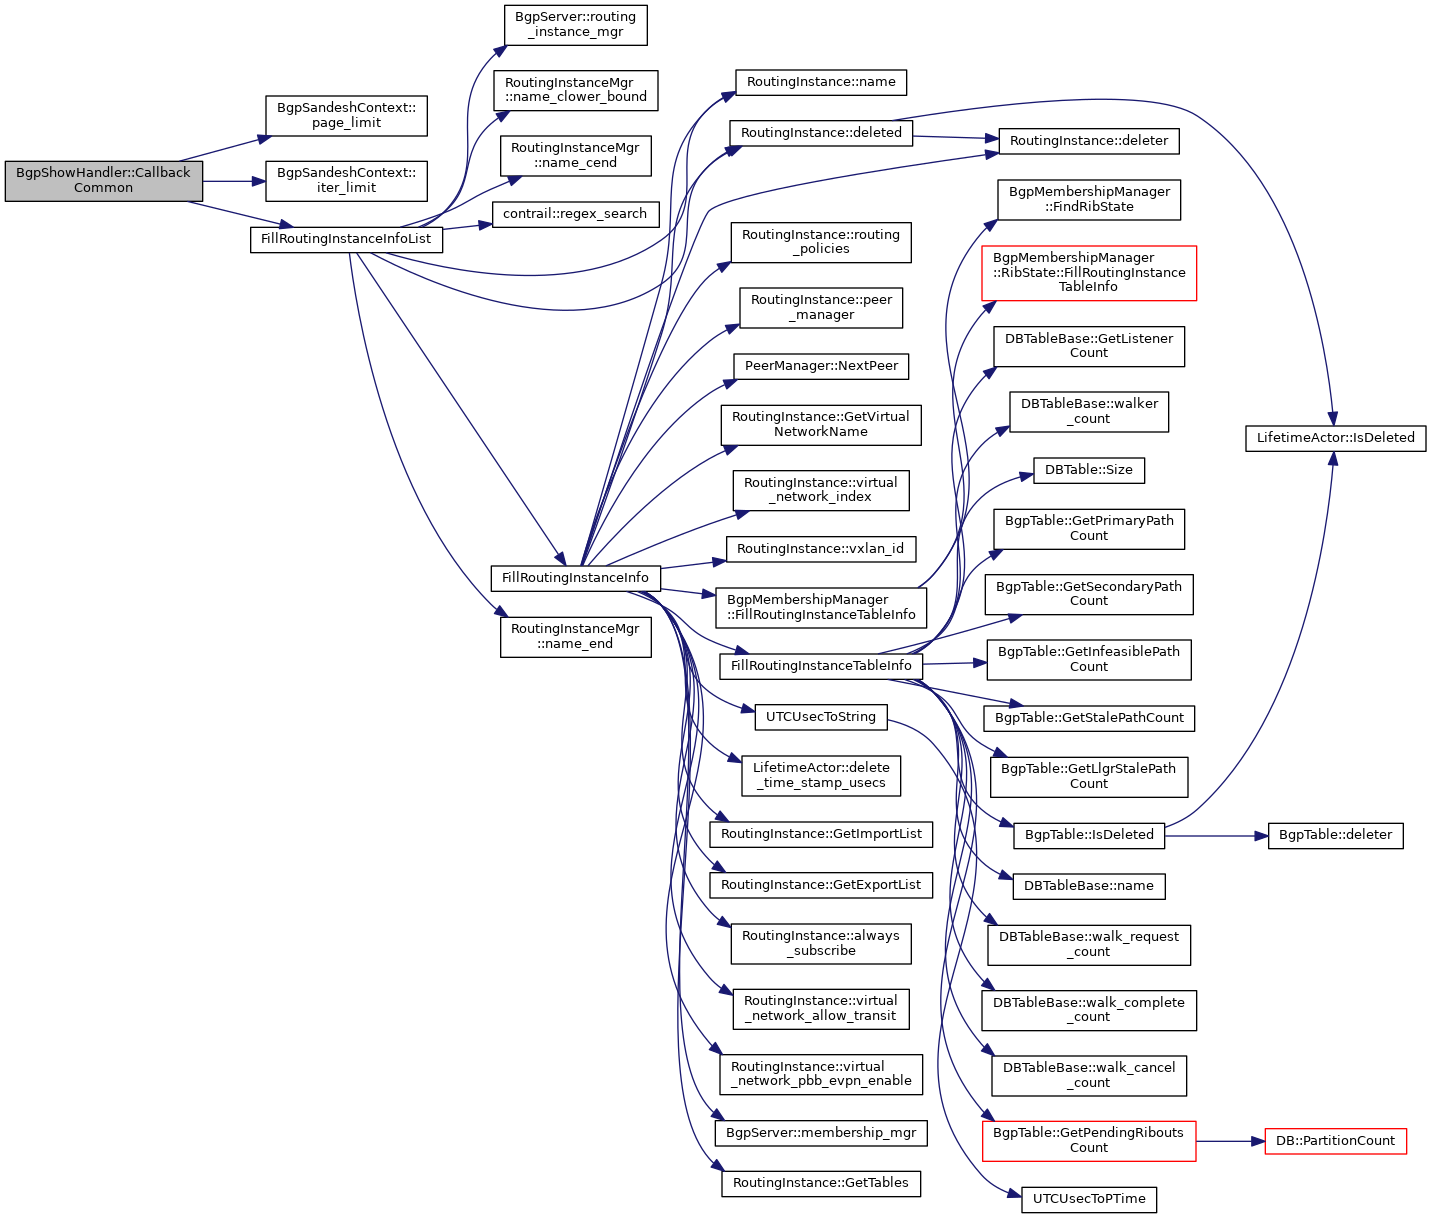 BgpShowHandler::Callback
Common
BgpSandeshContext::
page_limit
BgpSandeshContext::
iter_limit
FillRoutingInstanceInfoList
BgpServer::routing
_instance_mgr
RoutingInstanceMgr
::name_clower_bound
RoutingInstanceMgr
::name_cend
contrail::regex_search
FillRoutingInstanceInfo
RoutingInstanceMgr
::name_end
RoutingInstance::name
RoutingInstance::deleted
RoutingInstance::routing
_policies
RoutingInstance::peer
_manager
PeerManager::NextPeer
RoutingInstance::GetVirtual
NetworkName
RoutingInstance::virtual
_network_index
RoutingInstance::vxlan_id
BgpMembershipManager
::FillRoutingInstanceTableInfo
FillRoutingInstanceTableInfo
UTCUsecToString
LifetimeActor::delete
_time_stamp_usecs
RoutingInstance::GetImportList
RoutingInstance::GetExportList
RoutingInstance::always
_subscribe
RoutingInstance::virtual
_network_allow_transit
RoutingInstance::virtual
_network_pbb_evpn_enable
BgpServer::membership_mgr
RoutingInstance::GetTables
RoutingInstance::deleter
BgpMembershipManager
::FindRibState
BgpMembershipManager
::RibState::FillRoutingInstance
TableInfo
DBTableBase::GetListener
Count
DBTableBase::walker
_count
DBTable::Size
BgpTable::GetPrimaryPath
Count
BgpTable::GetSecondaryPath
Count
BgpTable::GetInfeasiblePath
Count
BgpTable::GetStalePathCount
BgpTable::GetLlgrStalePath
Count
BgpTable::IsDeleted
DBTableBase::name
DBTableBase::walk_request
_count
DBTableBase::walk_complete
_count
DBTableBase::walk_cancel
_count
BgpTable::GetPendingRibouts
Count
UTCUsecToPTime
LifetimeActor::IsDeleted
BgpTable::deleter
DB::PartitionCount